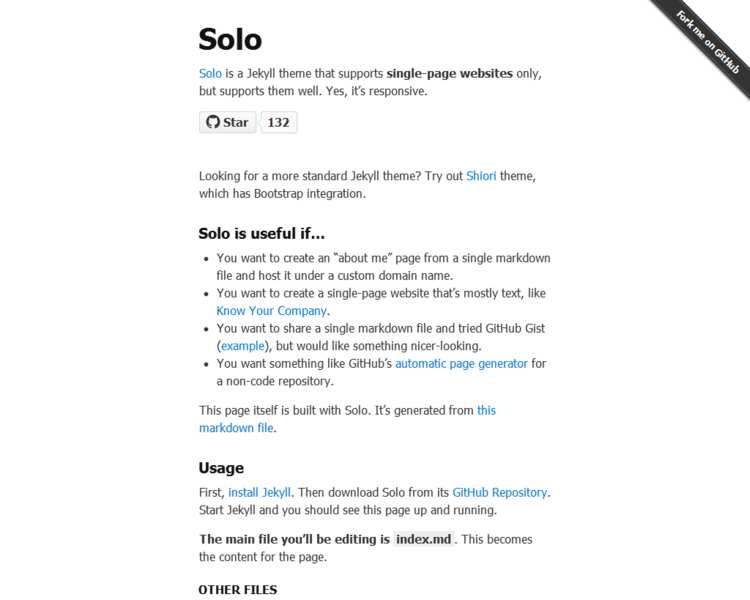 Solo
Fork me on GitHub
Solo is a Jekyll theme that supports single-page websites only,
but supports them well. Yes, it's responsive.
Star 132
Looking for a more standard Jekyll theme? Try out Shiori theme,
which has Bootstrap integration.
Solo is useful if…
• You want to create an “about me” page from a single markdown
file and host it under a custom domain name.
• You want to create a single-page website that’s mostly text, like
Know Your Company.
• You want to share a single markdown file and tried GitHub Gist
(example), but would like something nicer-looking.
• You want something like GitHub’s automatic page generator for
a non-code repository.
This page itself is built with Solo. It’s generated from this
markdown file.
Usage
First, install Jekyll. Then download Solo from its GitHub Repository.
Start Jekyll and you should see this page up and running.
The main file you’ll be editing is index.md. This becomes
the content for the page.
OTHER FILES